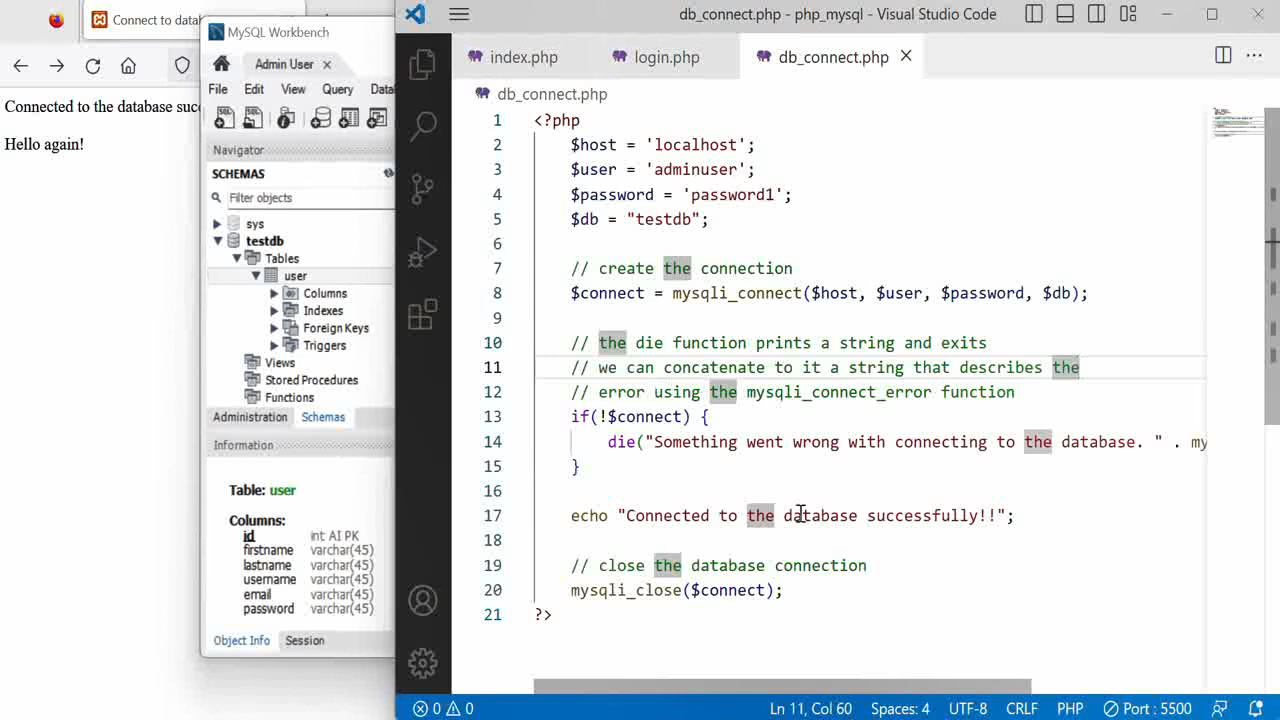 Connect to datab
Connected to the database succ
Hello again!
MySQL Workbench
Admin User
File Edit View Query Data
Navigator
SCHEMAS
Filter objects
sys
testdb
Tables
user
Columns
Indexes
Foreign Keys
Triggers
Views
Stored Procedures
Functions
Administration Schemas
Information
Table: user
Columns:
id int AI PK
firstname varchar(45)
lastname varchar(45)
username varchar(45)
email varchar(45)
password varchar(45)
Object Info Session
db_connect.php - php_mysql - Visual Studio Code
index.php login.php db_connect.php
db_connect.php
1 <?php
2 $host = 'localhost';
3 $user = 'adminuser';
4 $password = 'password1';
5 $db = "testdb";
6
7 // create the connection
8 $connect = mysqli_connect($host, $user, $password, $db);
9
10 // the die function prints a string and exits
11 // we can concatenate to it a string that describes the
12 // error using the mysqli_connect_error function
13 if(!$connect) {
14 die("Something went wrong with connecting to the database. " . my
15 }
16
17 echo "Connected to the database successfully!!";
18
19 // close the database connection
20 mysqli_close($connect);
21 ?>
0 0 Ln 11, Col 60 Spaces: 4 UTF-8 CRLF PHP Port : 5500